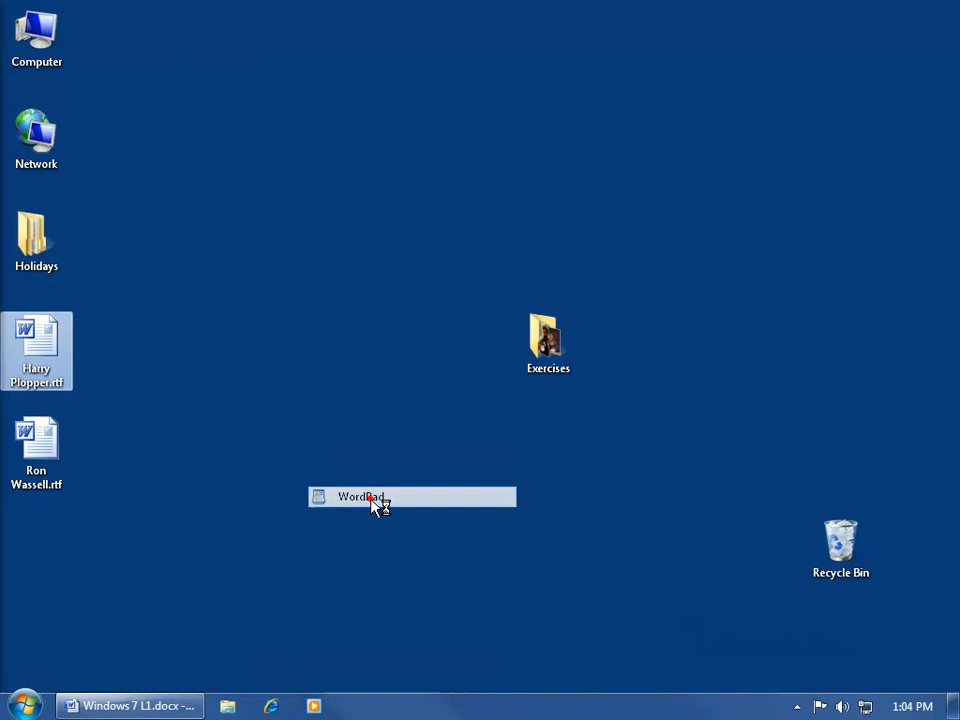 Computer
Network
Holidays
Harry
Plopper.rtf
Ron
Wassell.rtf
Exercises
WordPad
Recycle Bin
Windows 7 L1.docx -...
1:04 PM